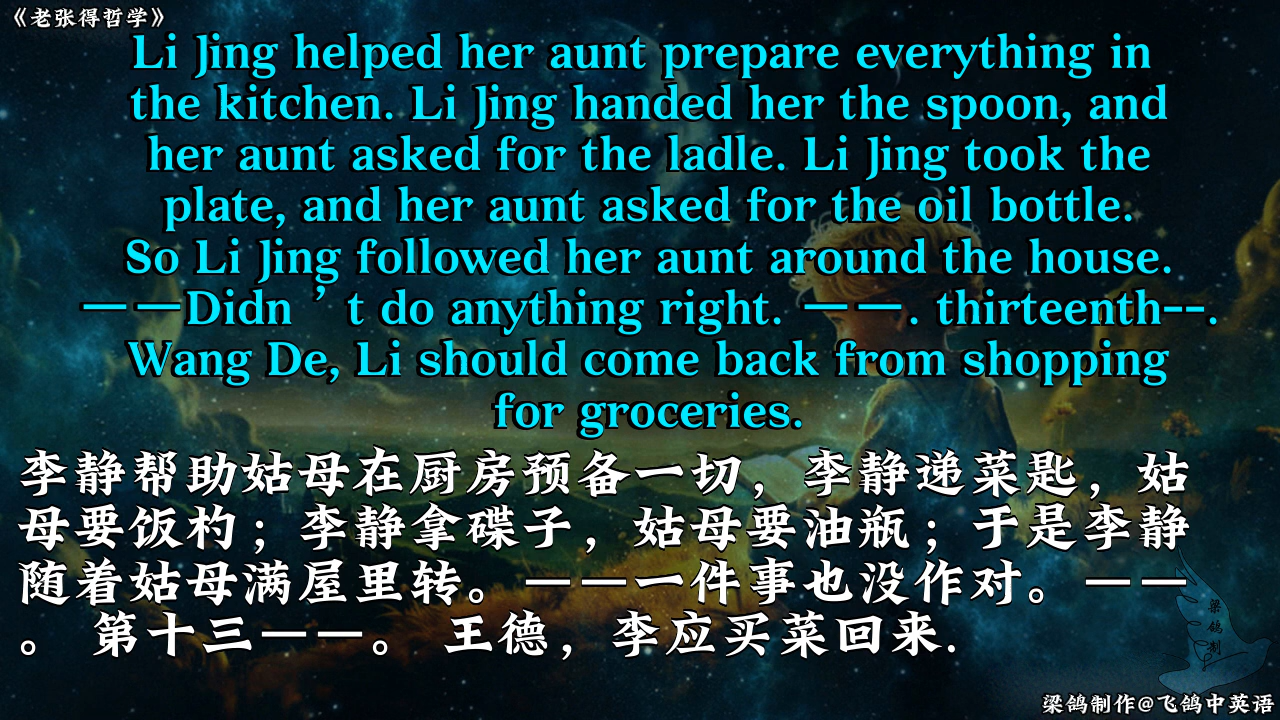 《老张得哲学》
Li Jing helped her aunt prepare everything in
the kitchen. Li Jing handed her the spoon, and
her aunt asked for the ladle. Li Jing took the
plate, and her aunt asked for the oil bottle.
So Li Jing followed her aunt around the house.
——Didn’t do anything right. ——. thirteenth--.
Wang De, Li should come back from shopping
for groceries.
李静帮助姑母在厨房预备一切，李静递菜匙，姑
母要饭杓；李静拿碟子，姑母要油瓶；于是李静
随着姑母满屋里转。——一件事也没作对。——
。 第十三——。 王德，李应买菜回来.
梁鸽制
梁鸽制作@飞鸽中英语